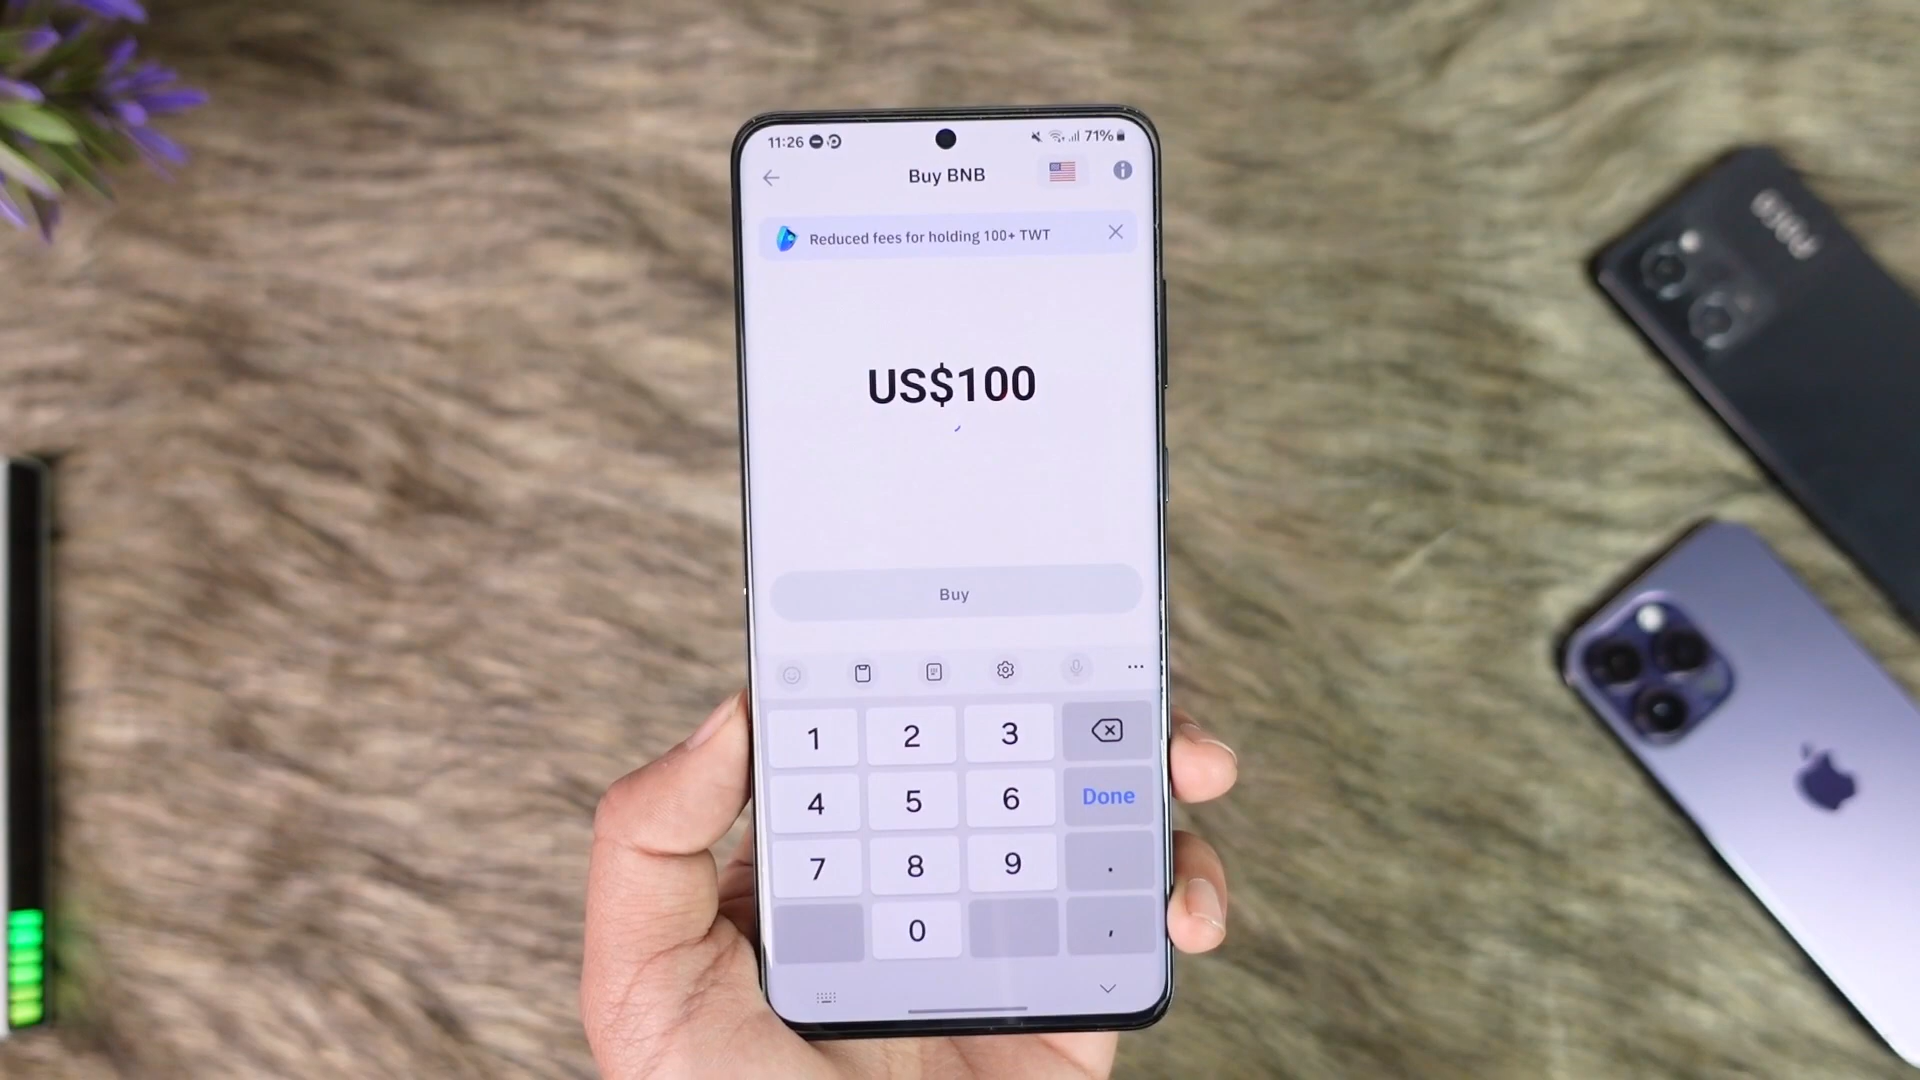 11:26
71%
Buy BNB
Reduced fees for holding 100+ TWT
US$100
Buy
1 2 3
4 5 6 Done
7 8 9 .
0 ,
POCO